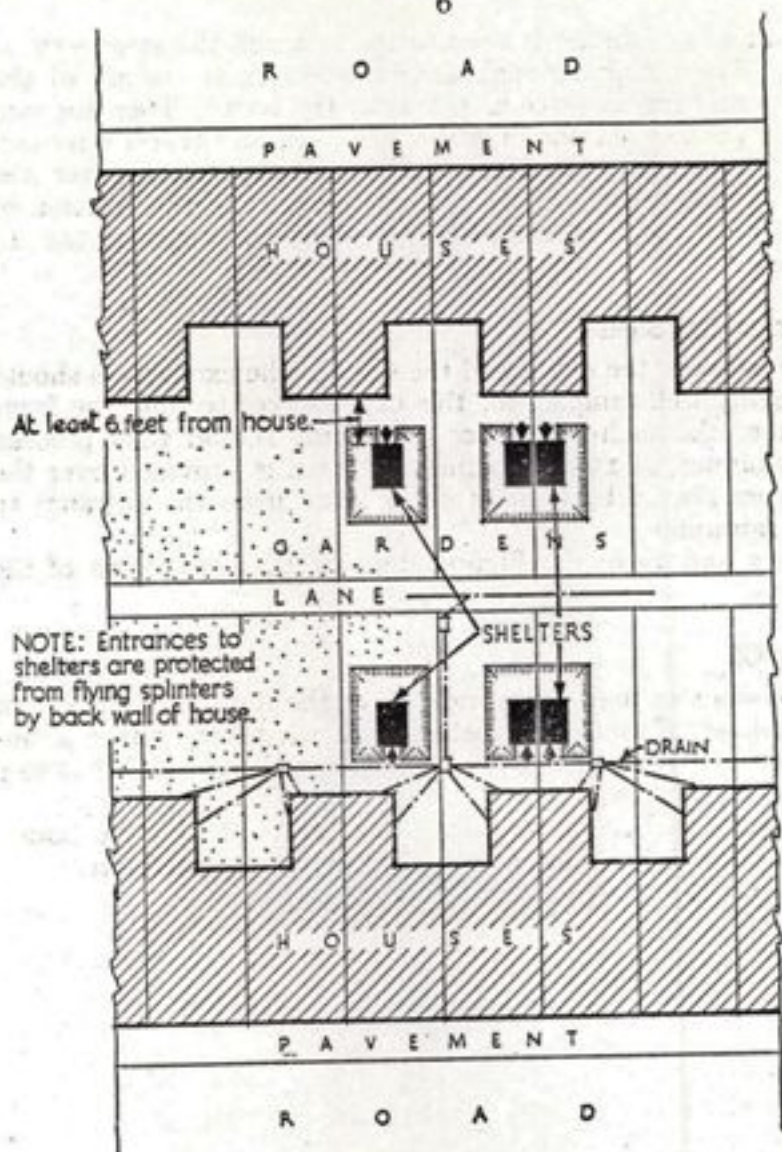 6
ROAD
PAVEMENT
HOUSES
At least 6 feet from house.
GARDENS
LANE
SHELTERS
NOTE: Entrances to
shelters are protected
from flying splinters
by back wall of house.
DRAIN
HOUSES
PAVEMENT
ROAD